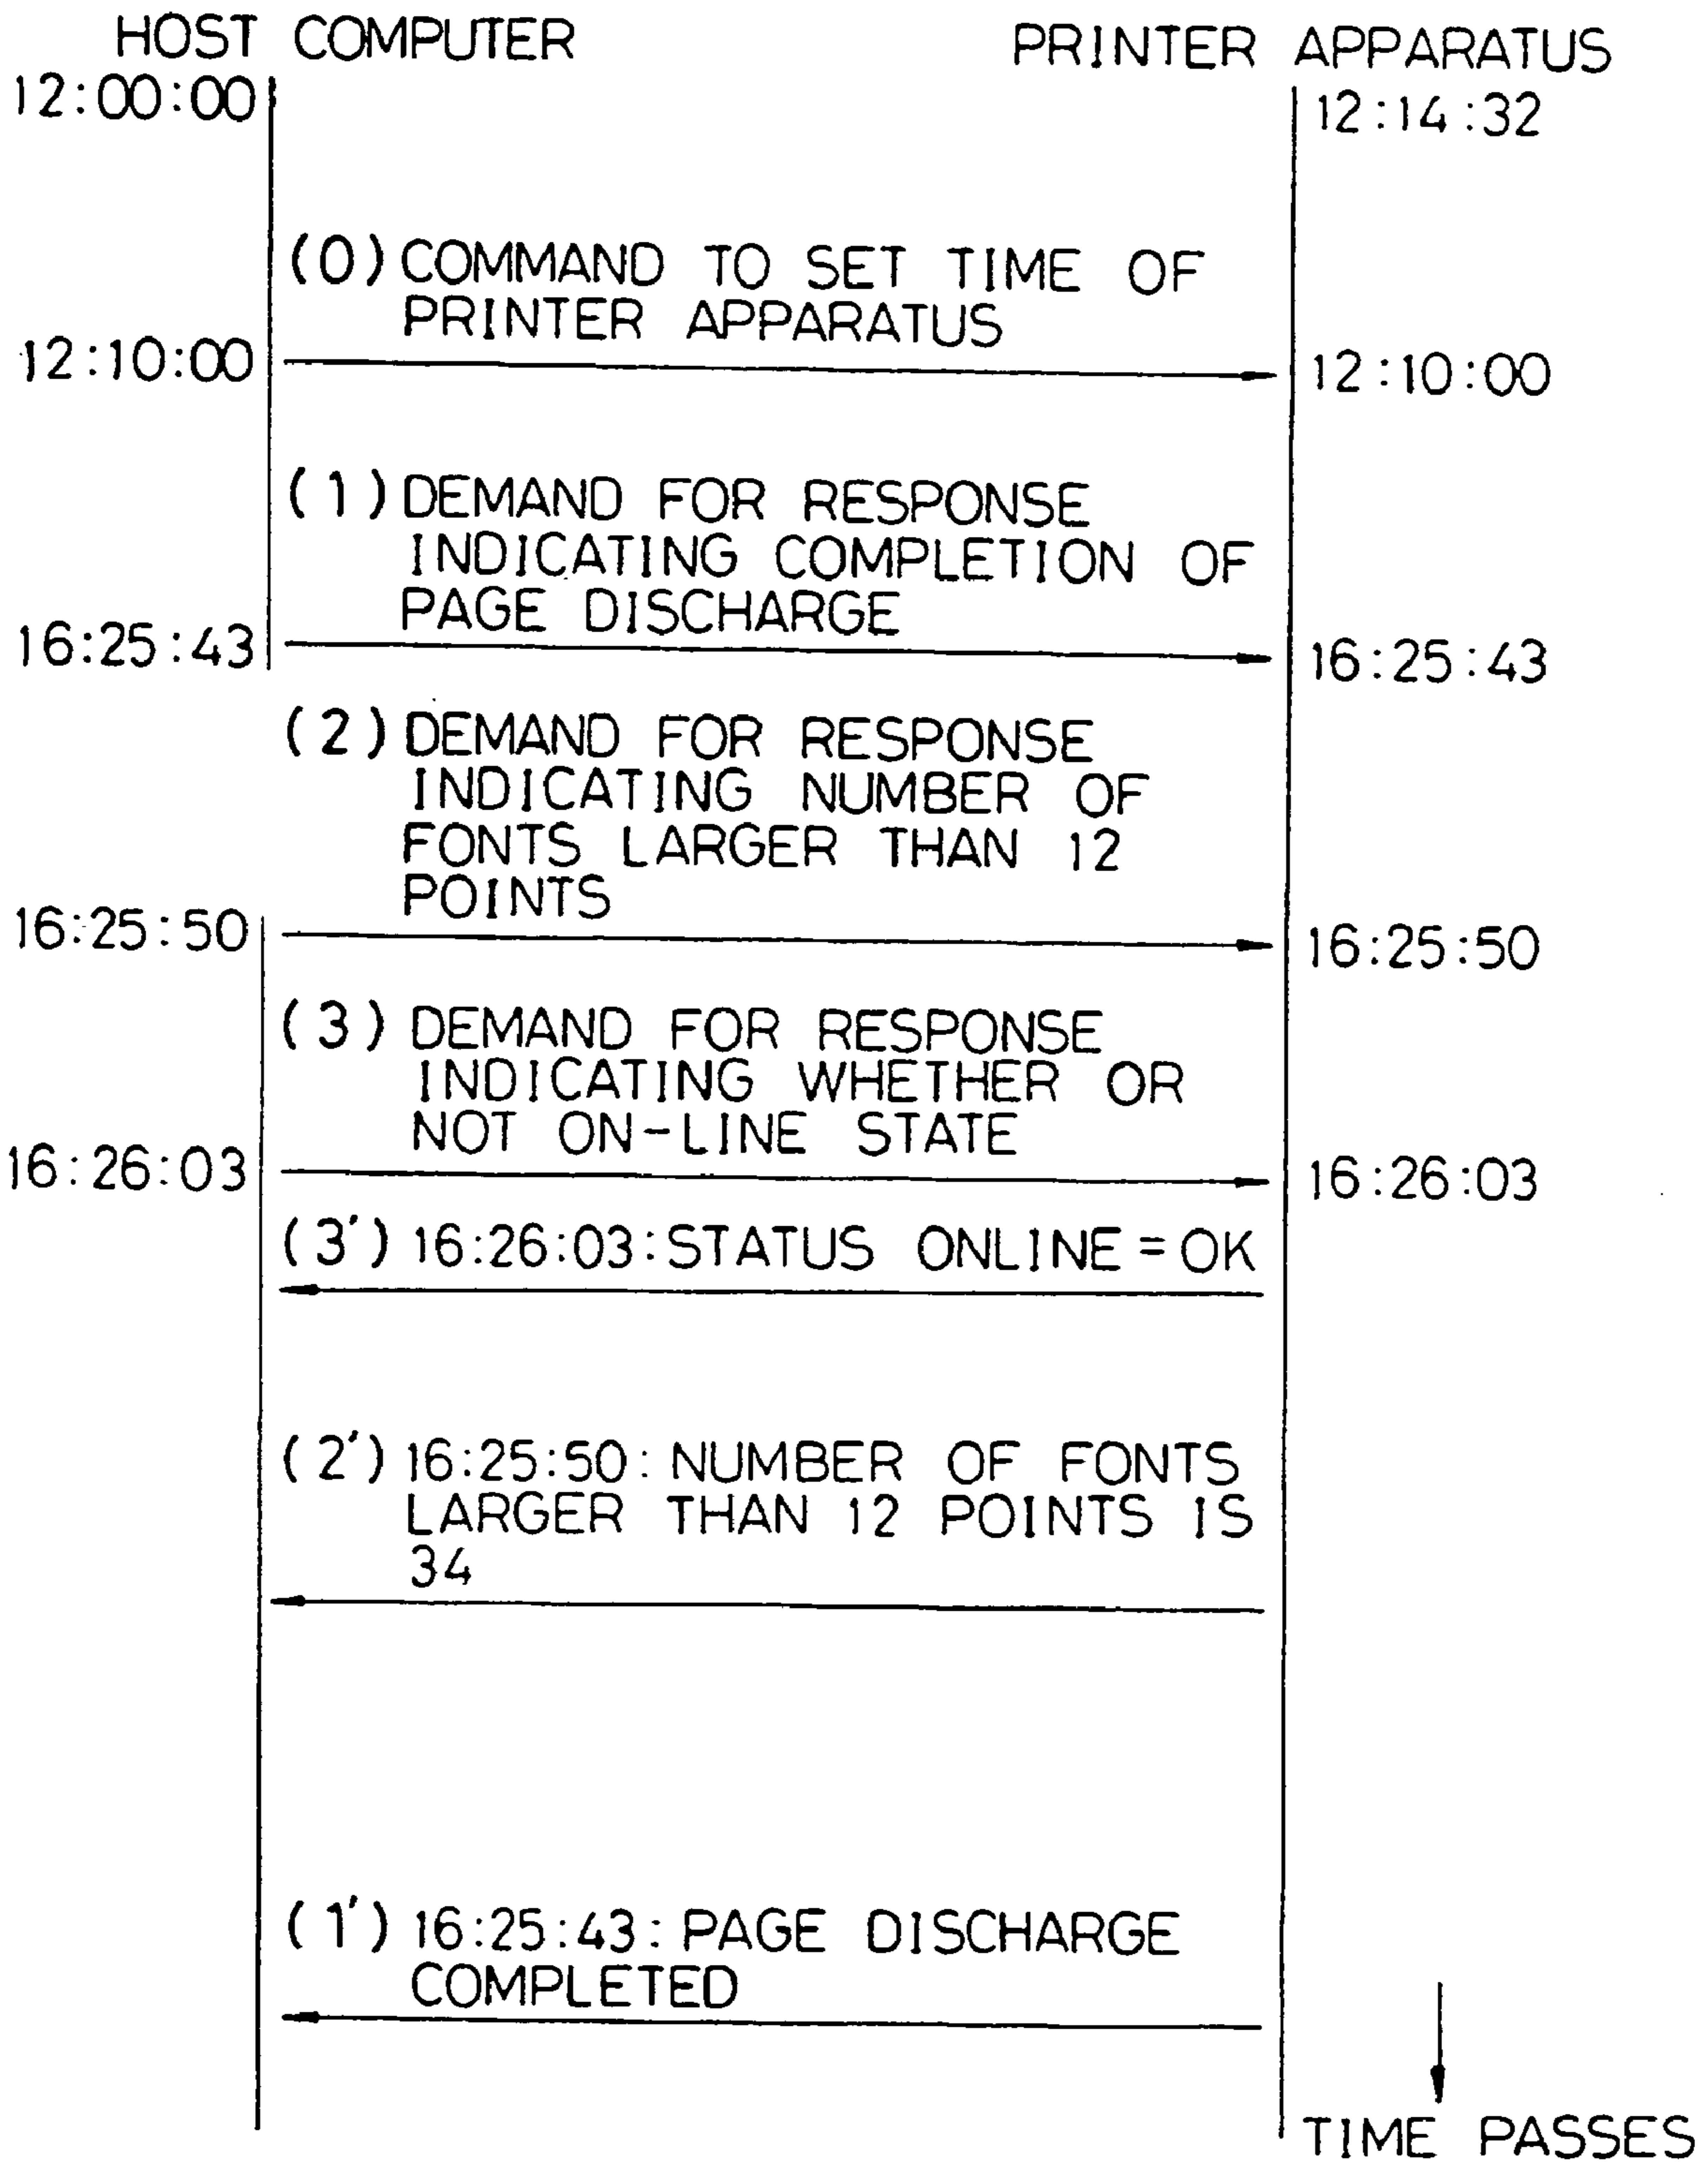 HOST COMPUTER
PRINTER APPARATUS
12:00:00
12:14:32
(0) COMMAND TO SET TIME OF
PRINTER APPARATUS
12:10:00
12:10:00
(1) DEMAND FOR RESPONSE
INDICATING COMPLETION OF
PAGE DISCHARGE
16:25:43
16:25:43
(2) DEMAND FOR RESPONSE
INDICATING NUMBER OF
FONTS LARGER THAN 12
POINTS
16:25:50
16:25:50
(3) DEMAND FOR RESPONSE
INDICATING WHETHER OR
NOT ON-LINE STATE
16:26:03
16:26:03
(3') 16:26:03: STATUS ONLINE = OK
(2') 16:25:50: NUMBER OF FONTS
LARGER THAN 12 POINTS IS
34
(1') 16:25:43: PAGE DISCHARGE
COMPLETED
TIME PASSES